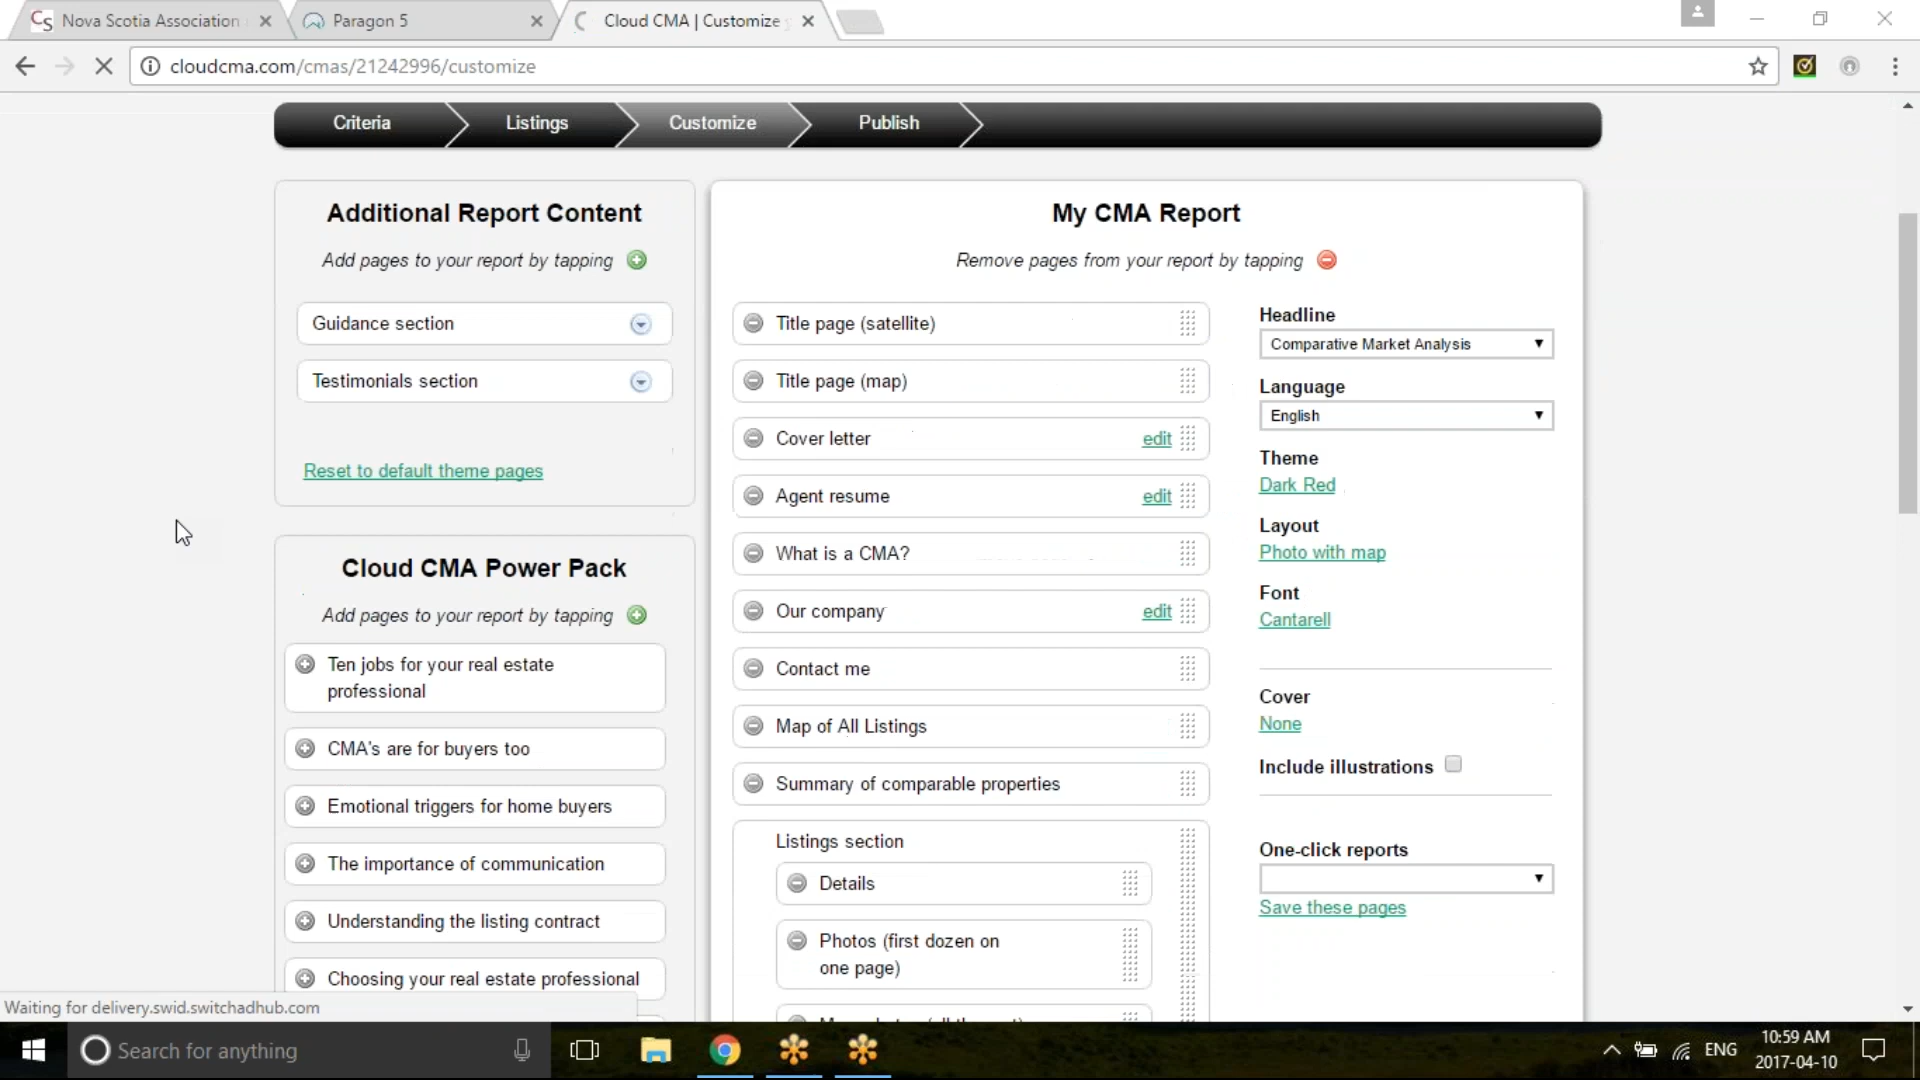 Nova Scotia Association
Paragon 5
Cloud CMA | Customize
cloudcma.com/cmas/21242996/customize
Criteria
Listings
Customize
Publish
Additional Report Content
Add pages to your report by tapping
Guidance section
Testimonials section
Reset to default theme pages
Cloud CMA Power Pack
Add pages to your report by tapping
Ten jobs for your real estate
professional
CMA's are for buyers too
Emotional triggers for home buyers
The importance of communication
Understanding the listing contract
Choosing your real estate professional
My CMA Report
Remove pages from your report by tapping
Title page (satellite)
Title page (map)
Cover letter edit
Agent resume edit
What is a CMA?
Our company edit
Contact me
Map of All Listings
Summary of comparable properties
Listings section
Details
Photos (first dozen on
one page)
Headline
Comparative Market Analysis
Language
English
Theme
Dark Red
Layout
Photo with map
Font
Cantarell
Cover
None
Include illustrations
One-click reports
Save these pages
Waiting for delivery.swid.switchadhub.com
Search for anything
ENG
10:59 AM
2017-04-10